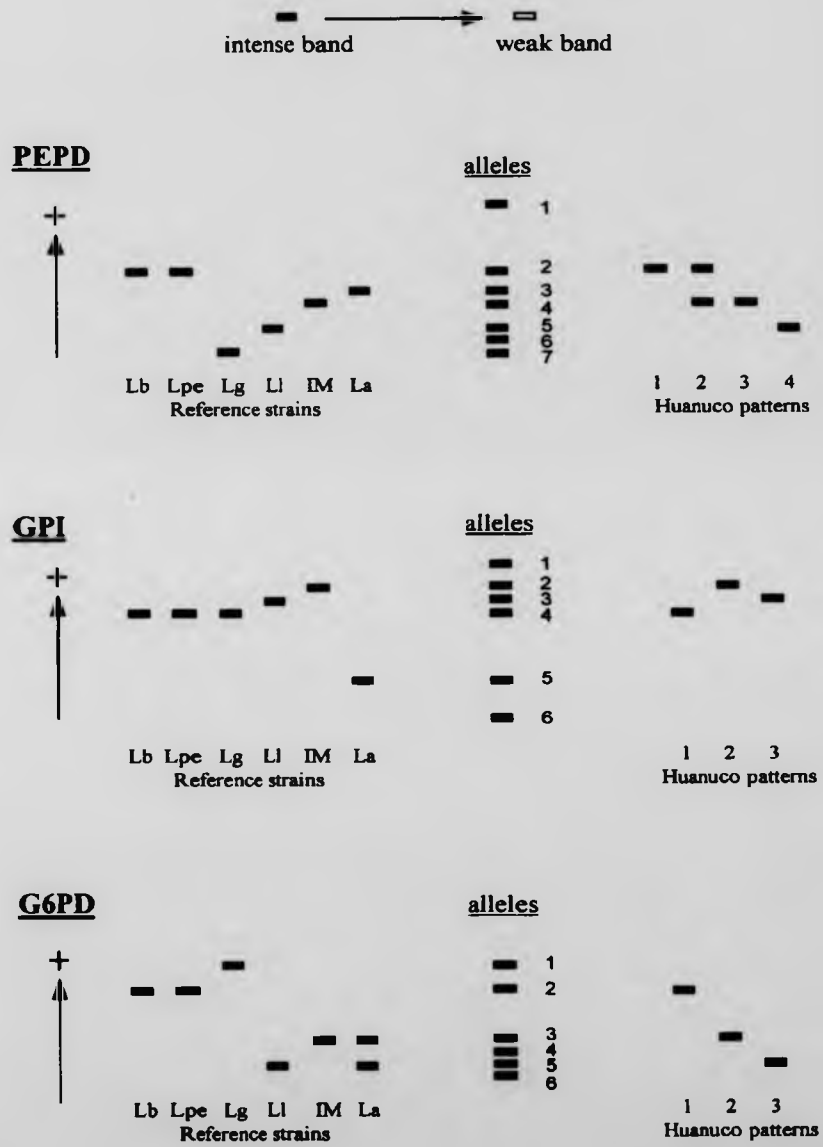 intense band weak band
PEPD
alleles
+
1
2
3
4
5
6
7
Lb Lpe Lg Ll IM La
Reference strains
1 2 3 4
Huanuco patterns
GPI
alleles
+
1
2
3
4
5
6
Lb Lpe Lg Ll IM La
Reference strains
1 2 3
Huanuco patterns
G6PD
alleles
+
1
2
3
4
5
6
Lb Lpe Lg Ll IM La
Reference strains
1 2 3
Huanuco patterns